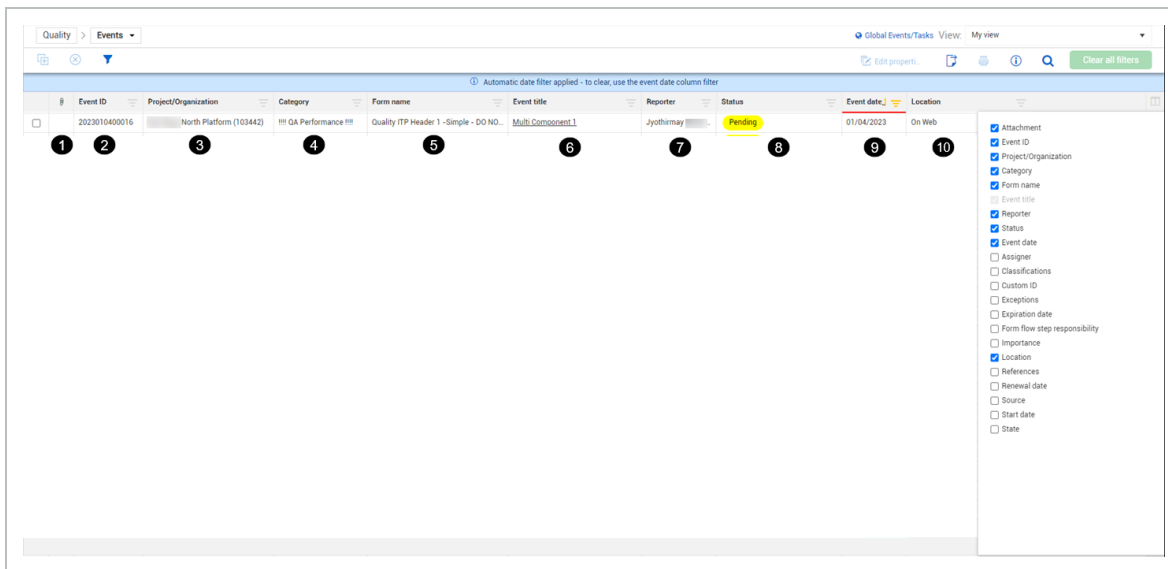 Quality > Events
Global Events/Tasks View: My view
Edit properti... Clear all filters
Automatic date filter applied - to clear, use the event date column filter
Event ID Project/Organization Category Form name Event title Reporter Status Event date Location
2023010400016 North Platform (103442) !!!! QA Performance !!!! Quality ITP Header 1 -Simple - DO NO... Multi Component 1 Jyothirmay Pending 01/04/2023 On Web
1 2 3 4 5 6 7 8 9 10
Attachment
Event ID
Project/Organization
Category
Form name
Event title
Reporter
Status
Event date
Assigner
Classifications
Custom ID
Exceptions
Expiration date
Form flow step responsibility
Importance
Location
References
Renewal date
Source
Start date
State